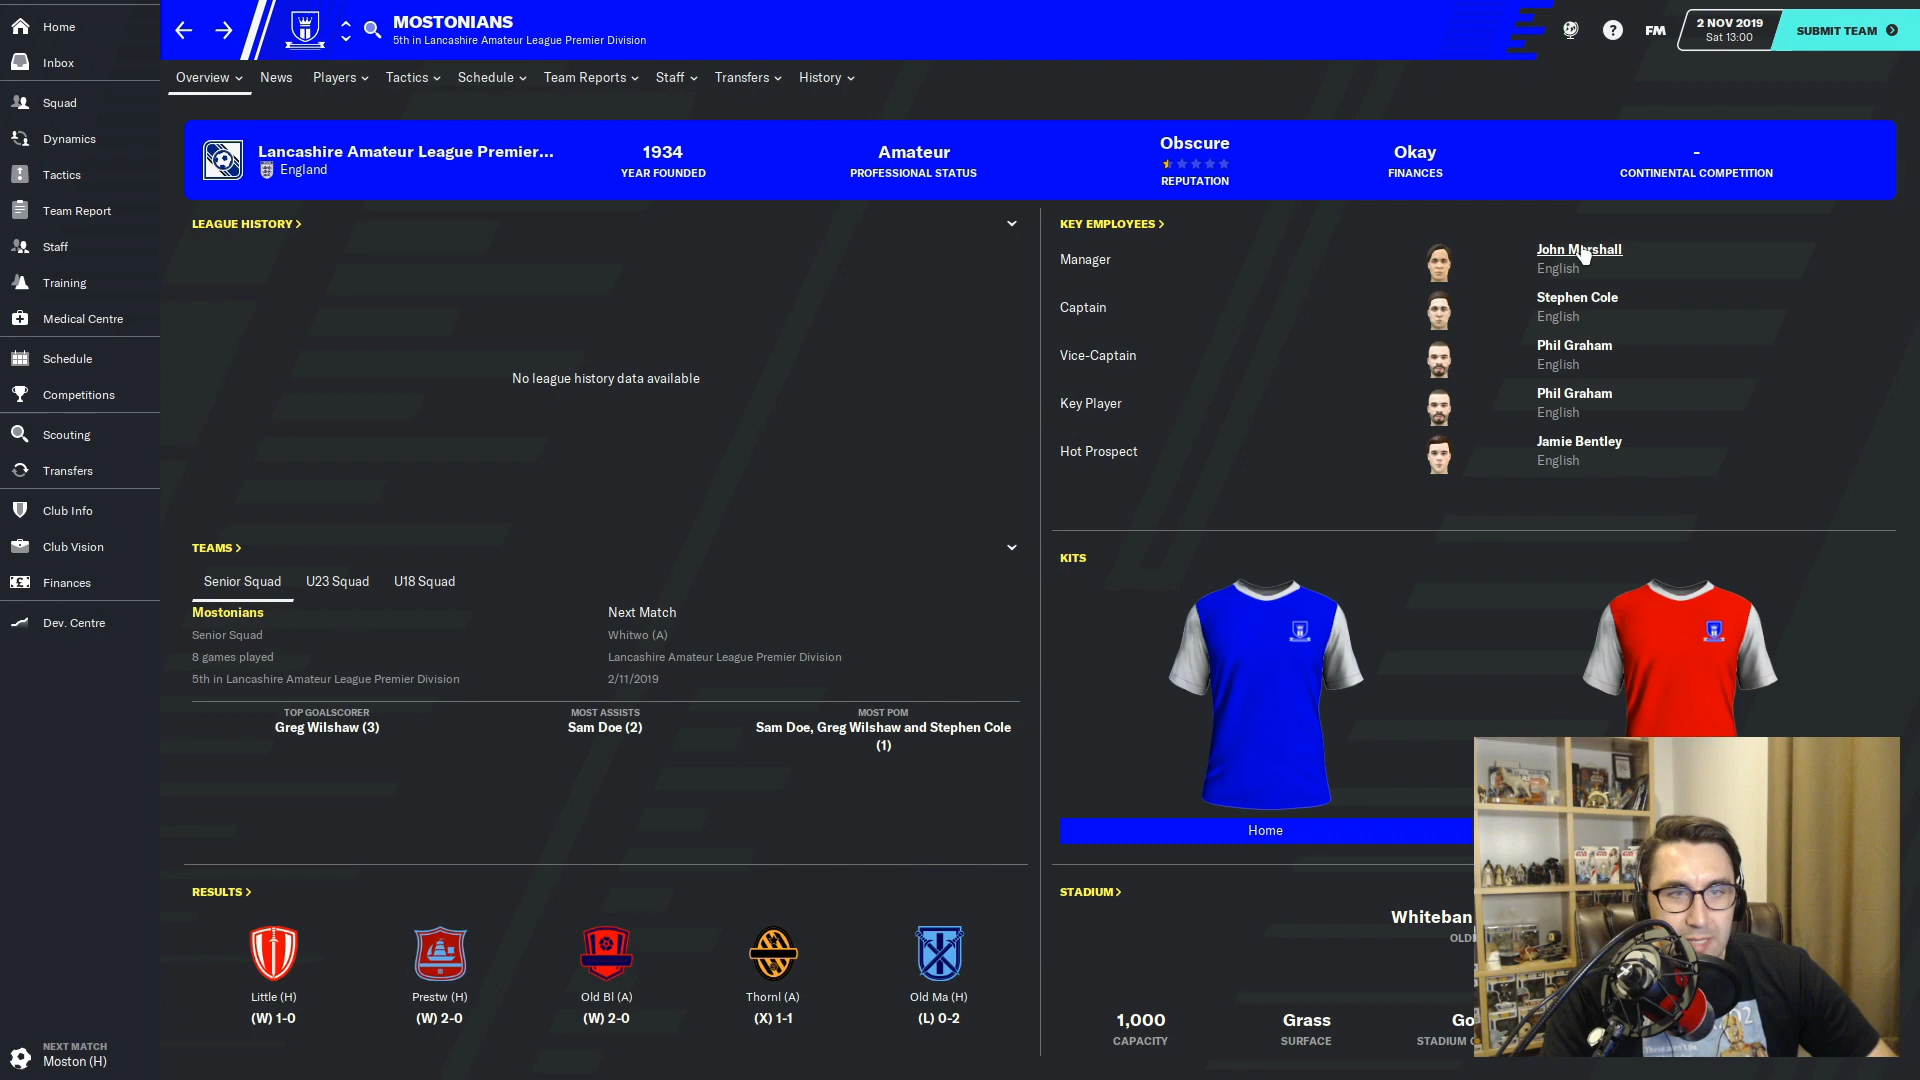 Home
Inbox
Squad
Dynamics
Tactics
Team Report
Staff
Training
Medical Centre
Schedule
Competitions
Scouting
Transfers
Club Info
Club Vision
Finances
Dev. Centre
NEXT MATCH
Moston (H)
MOSTONIANS
5th in Lancashire Amateur League Premier Division
FM
2 NOV 2019
Sat 13:00
SUBMIT TEAM
Overview
News
Players
Tactics
Schedule
Team Reports
Staff
Transfers
History
Lancashire Amateur League Premier...
England
1934
YEAR FOUNDED
Amateur
PROFESSIONAL STATUS
Obscure
REPUTATION
Okay
FINANCES
-
CONTINENTAL COMPETITION
LEAGUE HISTORY >
No league history data available
TEAMS >
Senior Squad
U23 Squad
U18 Squad
Mostonians
Senior Squad
8 games played
5th in Lancashire Amateur League Premier Division
Next Match
Whitwo (A)
Lancashire Amateur League Premier Division
2/11/2019
TOP GOALSCORER
Greg Wilshaw (3)
MOST ASSISTS
Sam Doe (2)
MOST POM
Sam Doe, Greg Wilshaw and Stephen Cole
(1)
RESULTS >
Little (H)
(W) 1-0
Prestw (H)
(W) 2-0
Old Bl (A)
(W) 2-0
Thornl (A)
(X) 1-1
Old Ma (H)
(L) 0-2
KEY EMPLOYEES >
Manager
John Marshall
English
Captain
Stephen Cole
English
Vice-Captain
Phil Graham
English
Key Player
Phil Graham
English
Hot Prospect
Jamie Bentley
English
KITS
Home
STADIUM >
Whiteban
OLD
1,000
CAPACITY
Grass
SURFACE
Go
STADIUM C